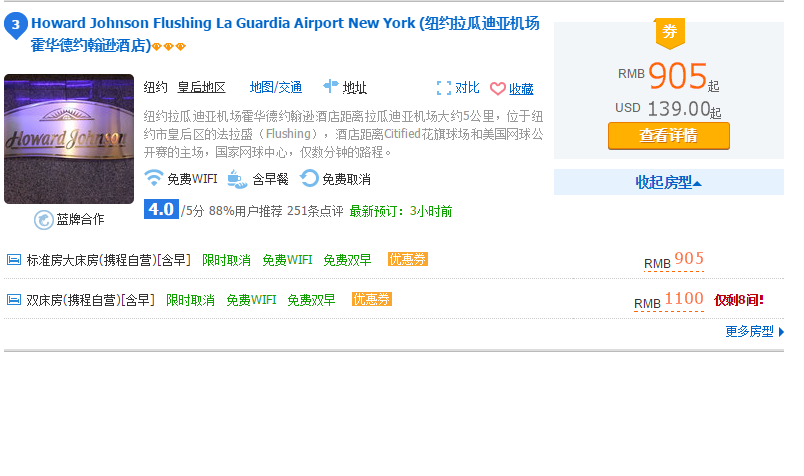 3 Howard Johnson Flushing La Guardia Airport New York (纽约拉瓜迪亚机场
霍华德约翰逊酒店)
券
RMB 905起
USD 139.00起
查看详情
收起房型
Howard Johnson
蓝牌合作
纽约 皇后地区 地图/交通 地址 对比 收藏
纽约拉瓜迪亚机场霍华德约翰逊酒店距离拉瓜迪亚机场大约5公里，位于纽
约市皇后区的法拉盛（Flushing），酒店距离Citified花旗球场和美国网球公
开赛的主场，国家网球中心，仅数分钟的路程。
免费WIFI 含早餐 免费取消
4.0 /5分 88%用户推荐 251条点评 最新预订：3小时前
标准房大床房(携程自营)[含早] 限时取消 免费WIFI 免费双早 优惠券 RMB 905
双床房(携程自营)[含早] 限时取消 免费WIFI 免费双早 优惠券 RMB 1100 仅剩8间!
更多房型